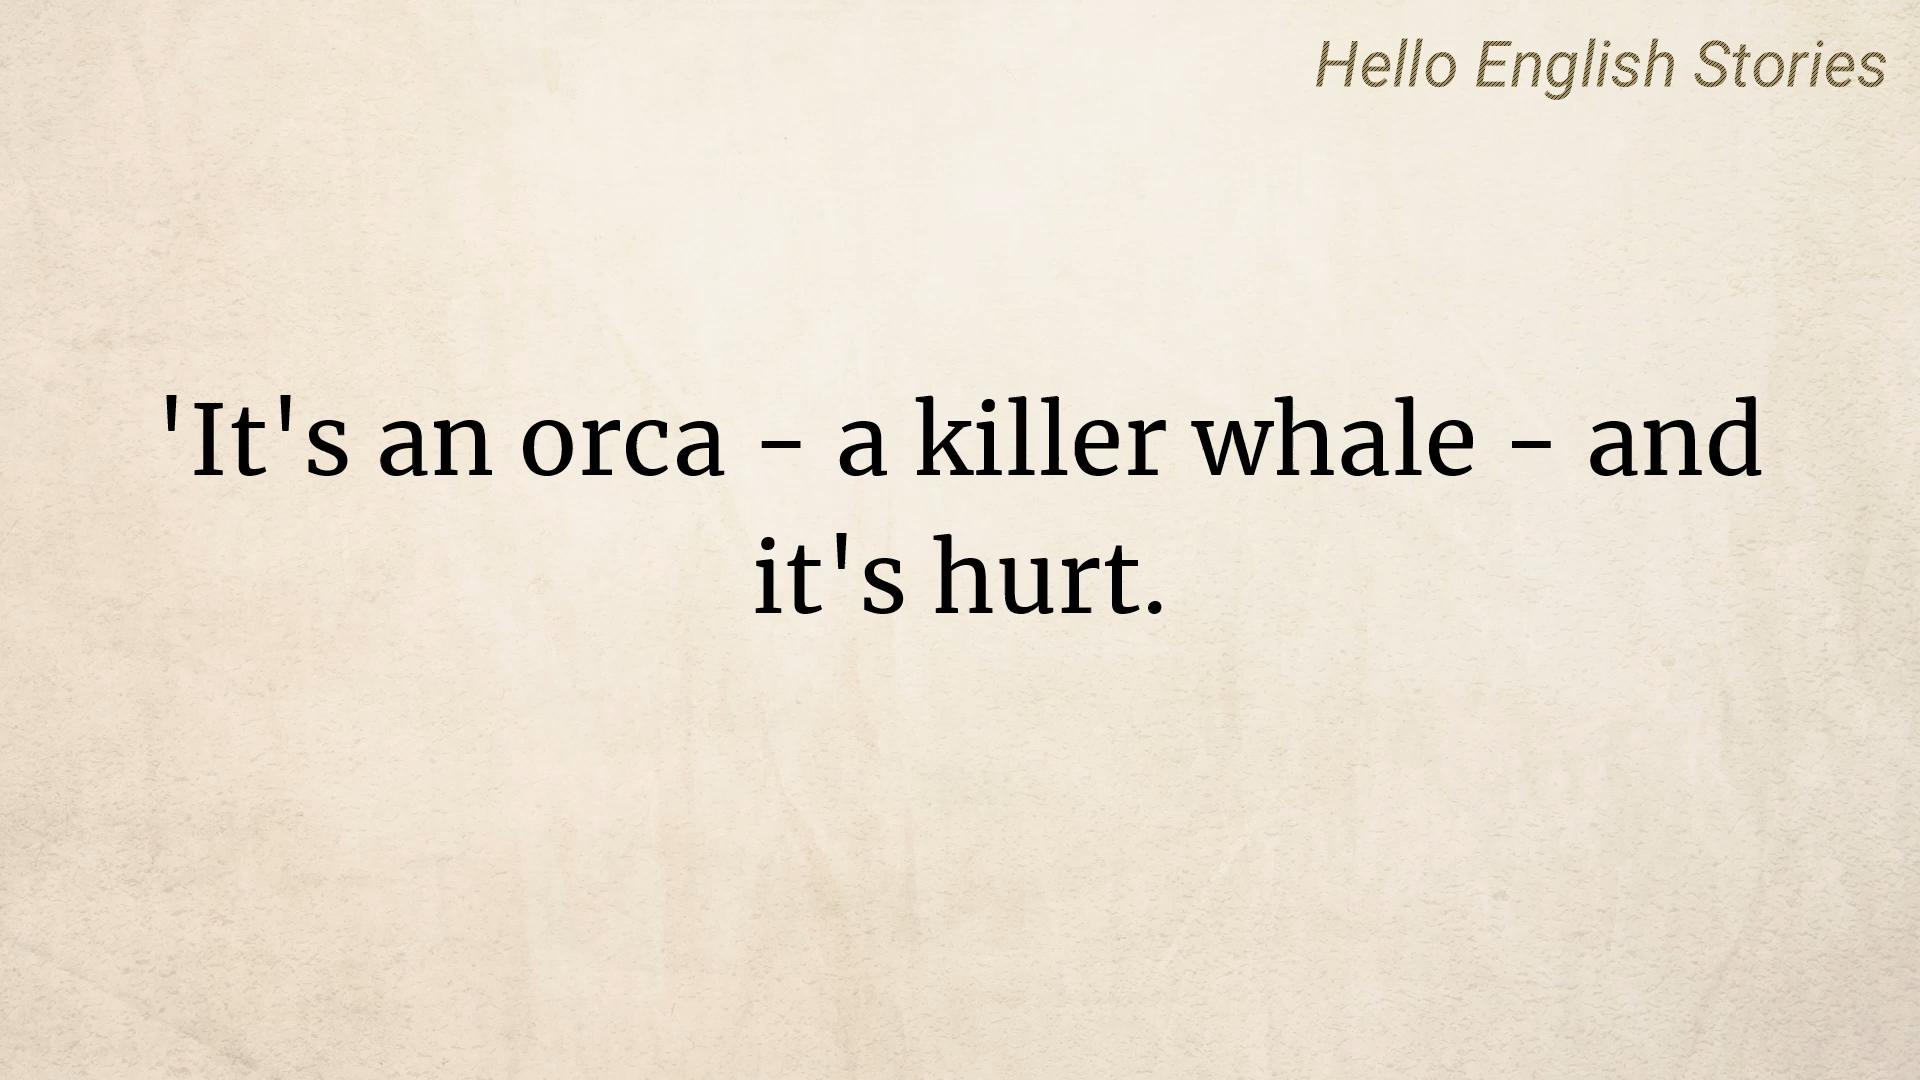 Hello English Stories
'It's an orca - a killer whale - and
it's hurt.